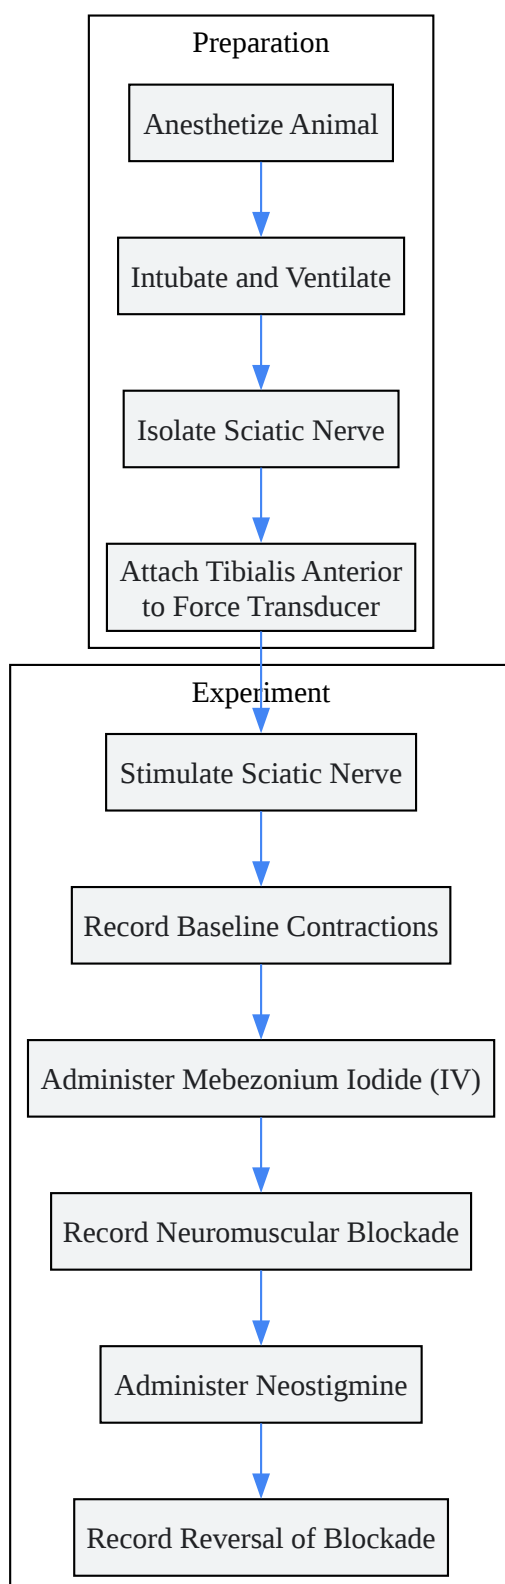 Preparation
Anesthetize Animal
Intubate and Ventilate
Isolate Sciatic Nerve
Attach Tibialis Anterior
to Force Transducer
Experiment
Stimulate Sciatic Nerve
Record Baseline Contractions
Administer Mebezonium Iodide (IV)
Record Neuromuscular Blockade
Administer Neostigmine
Record Reversal of Blockade